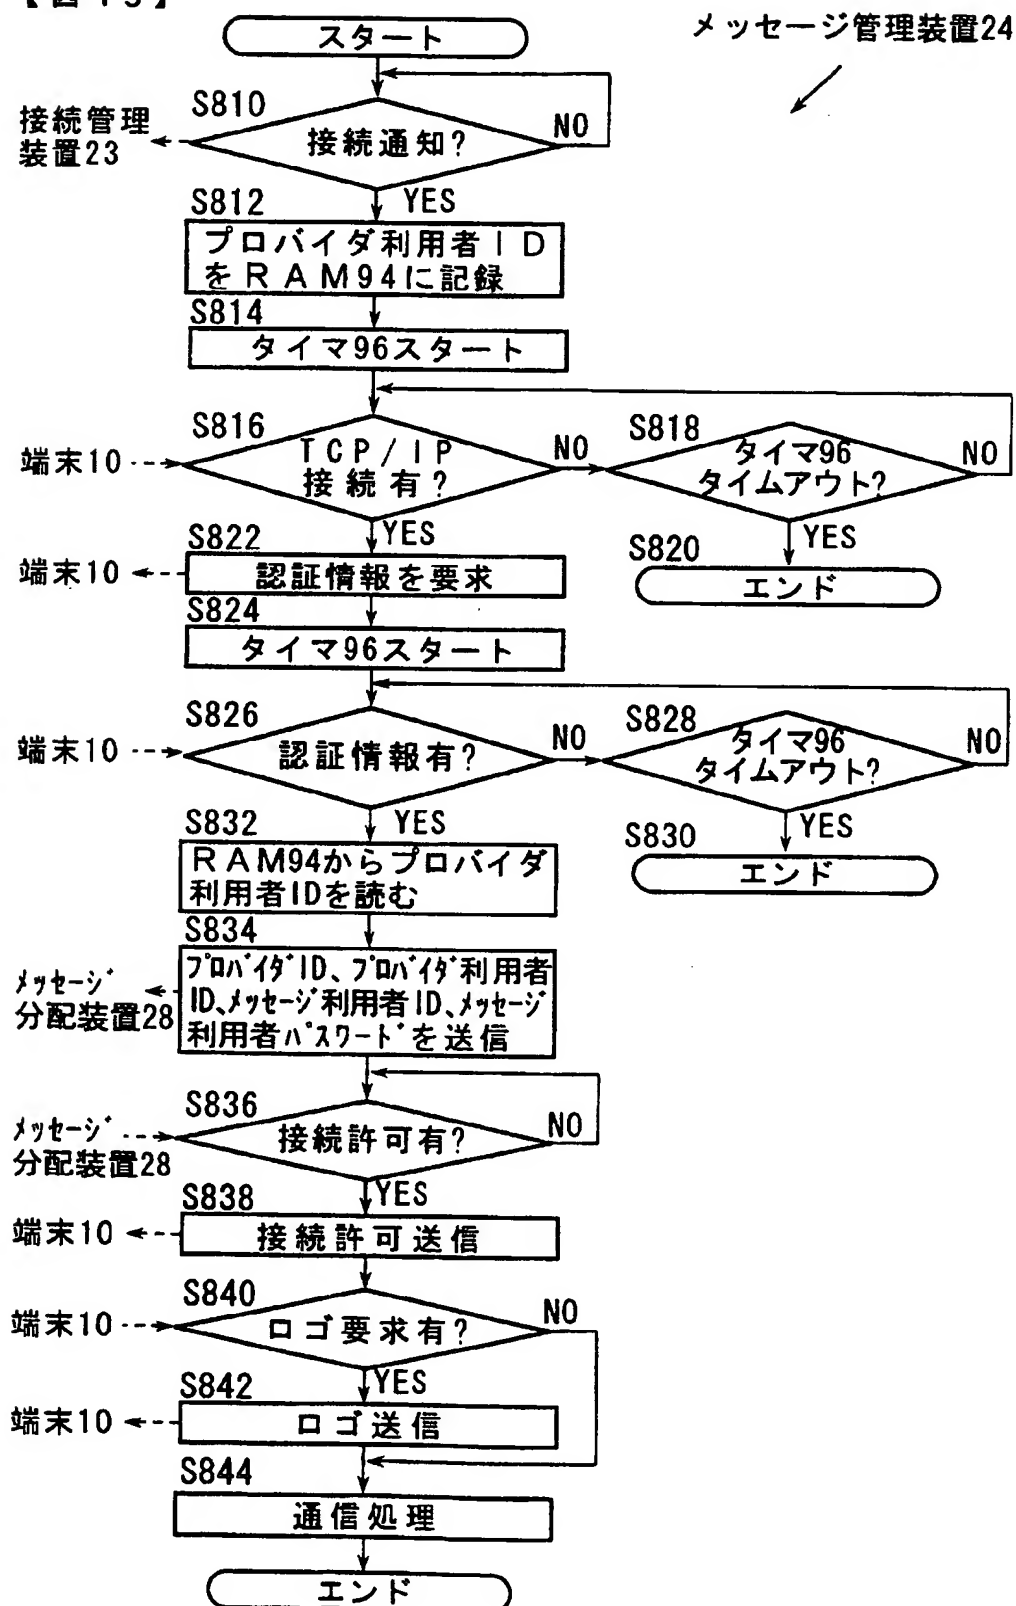 メッセージ管理装置24
スタート
S810
接続管理
装置23
接続通知?
NO
YES
S812
プロバイダ利用者ID
をRAM94に記録
S814
タイマ96スタート
S816
端末10
TCP/IP
接続有?
NO
S818
タイマ96
タイムアウト?
NO
YES
YES
S820
エンド
S822
端末10
認証情報を要求
S824
タイマ96スタート
S826
端末10
認証情報有?
NO
S828
タイマ96
タイムアウト?
NO
YES
YES
S830
エンド
S832
RAM94からプロバイダ
利用者IDを読む
S834
メッセージ
分配装置28
プロバイダID、プロバイダ利用者
ID、メッセージ利用者ID、メッセージ
利用者パスワードを送信
S836
メッセージ
分配装置28
接続許可有?
NO
YES
S838
端末10
接続許可送信
S840
端末10
ロゴ要求有?
NO
YES
S842
端末10
ロゴ送信
S844
通信処理
エンド